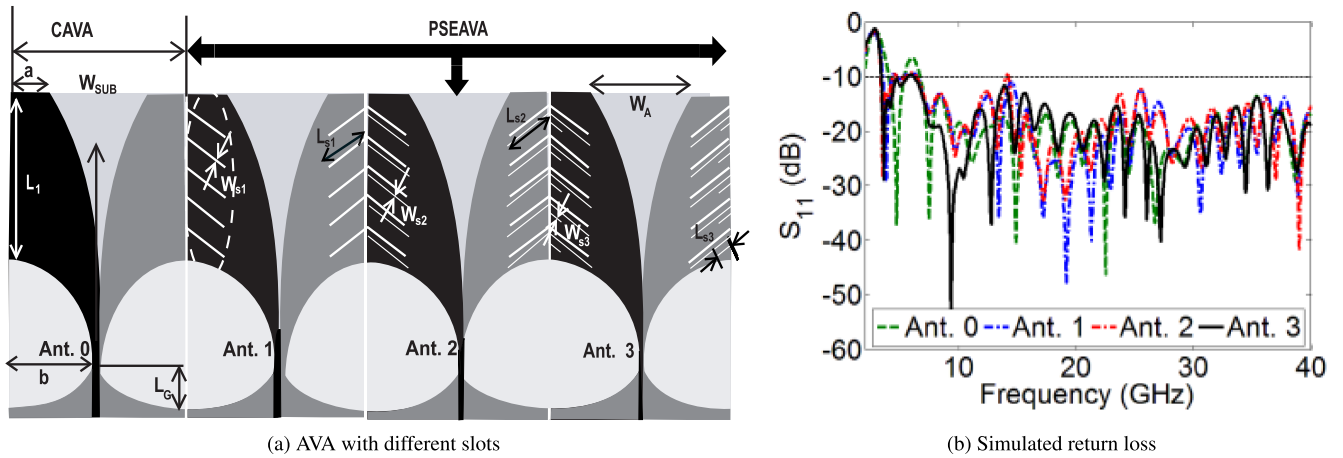 CAVA
PSEAVA
a
W_SUB
W_A
L_1
L_s1
W_s1
L_s2
W_s2
W_s3
L_s3
Ant. 0
Ant. 1
Ant. 2
Ant. 3
b
L_G
(a) AVA with different slots
S_11 (dB)
0
-10
-20
-30
-40
-50
-60
Ant. 0 Ant. 1 Ant. 2 Ant. 3
10 20 30 40
Frequency (GHz)
(b) Simulated return loss